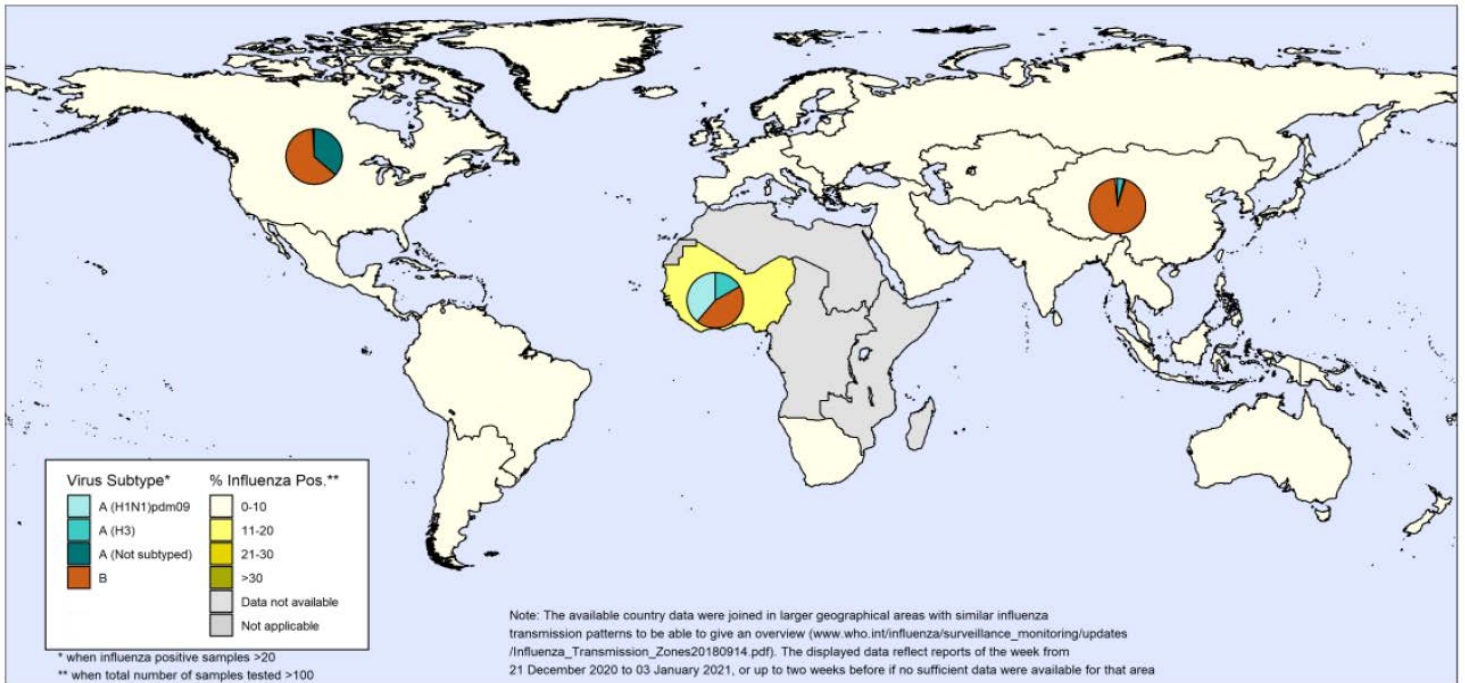 Virus Subtype*
A (H1N1)pdm09
A (H3)
A (Not subtyped)
B
% Influenza Pos.**
0-10
11-20
21-30
>30
Data not available
Not applicable
* when influenza positive samples >20
** when total number of samples tested >100
Note: The available country data were joined in larger geographical areas with similar influenza
transmission patterns to be able to give an overview (www.who.int/influenza/surveillance_monitoring/updates
/Influenza_Transmission_Zones20180914.pdf). The displayed data reflect reports of the week from
21 December 2020 to 03 January 2021, or up to two weeks before if no sufficient data were available for that area